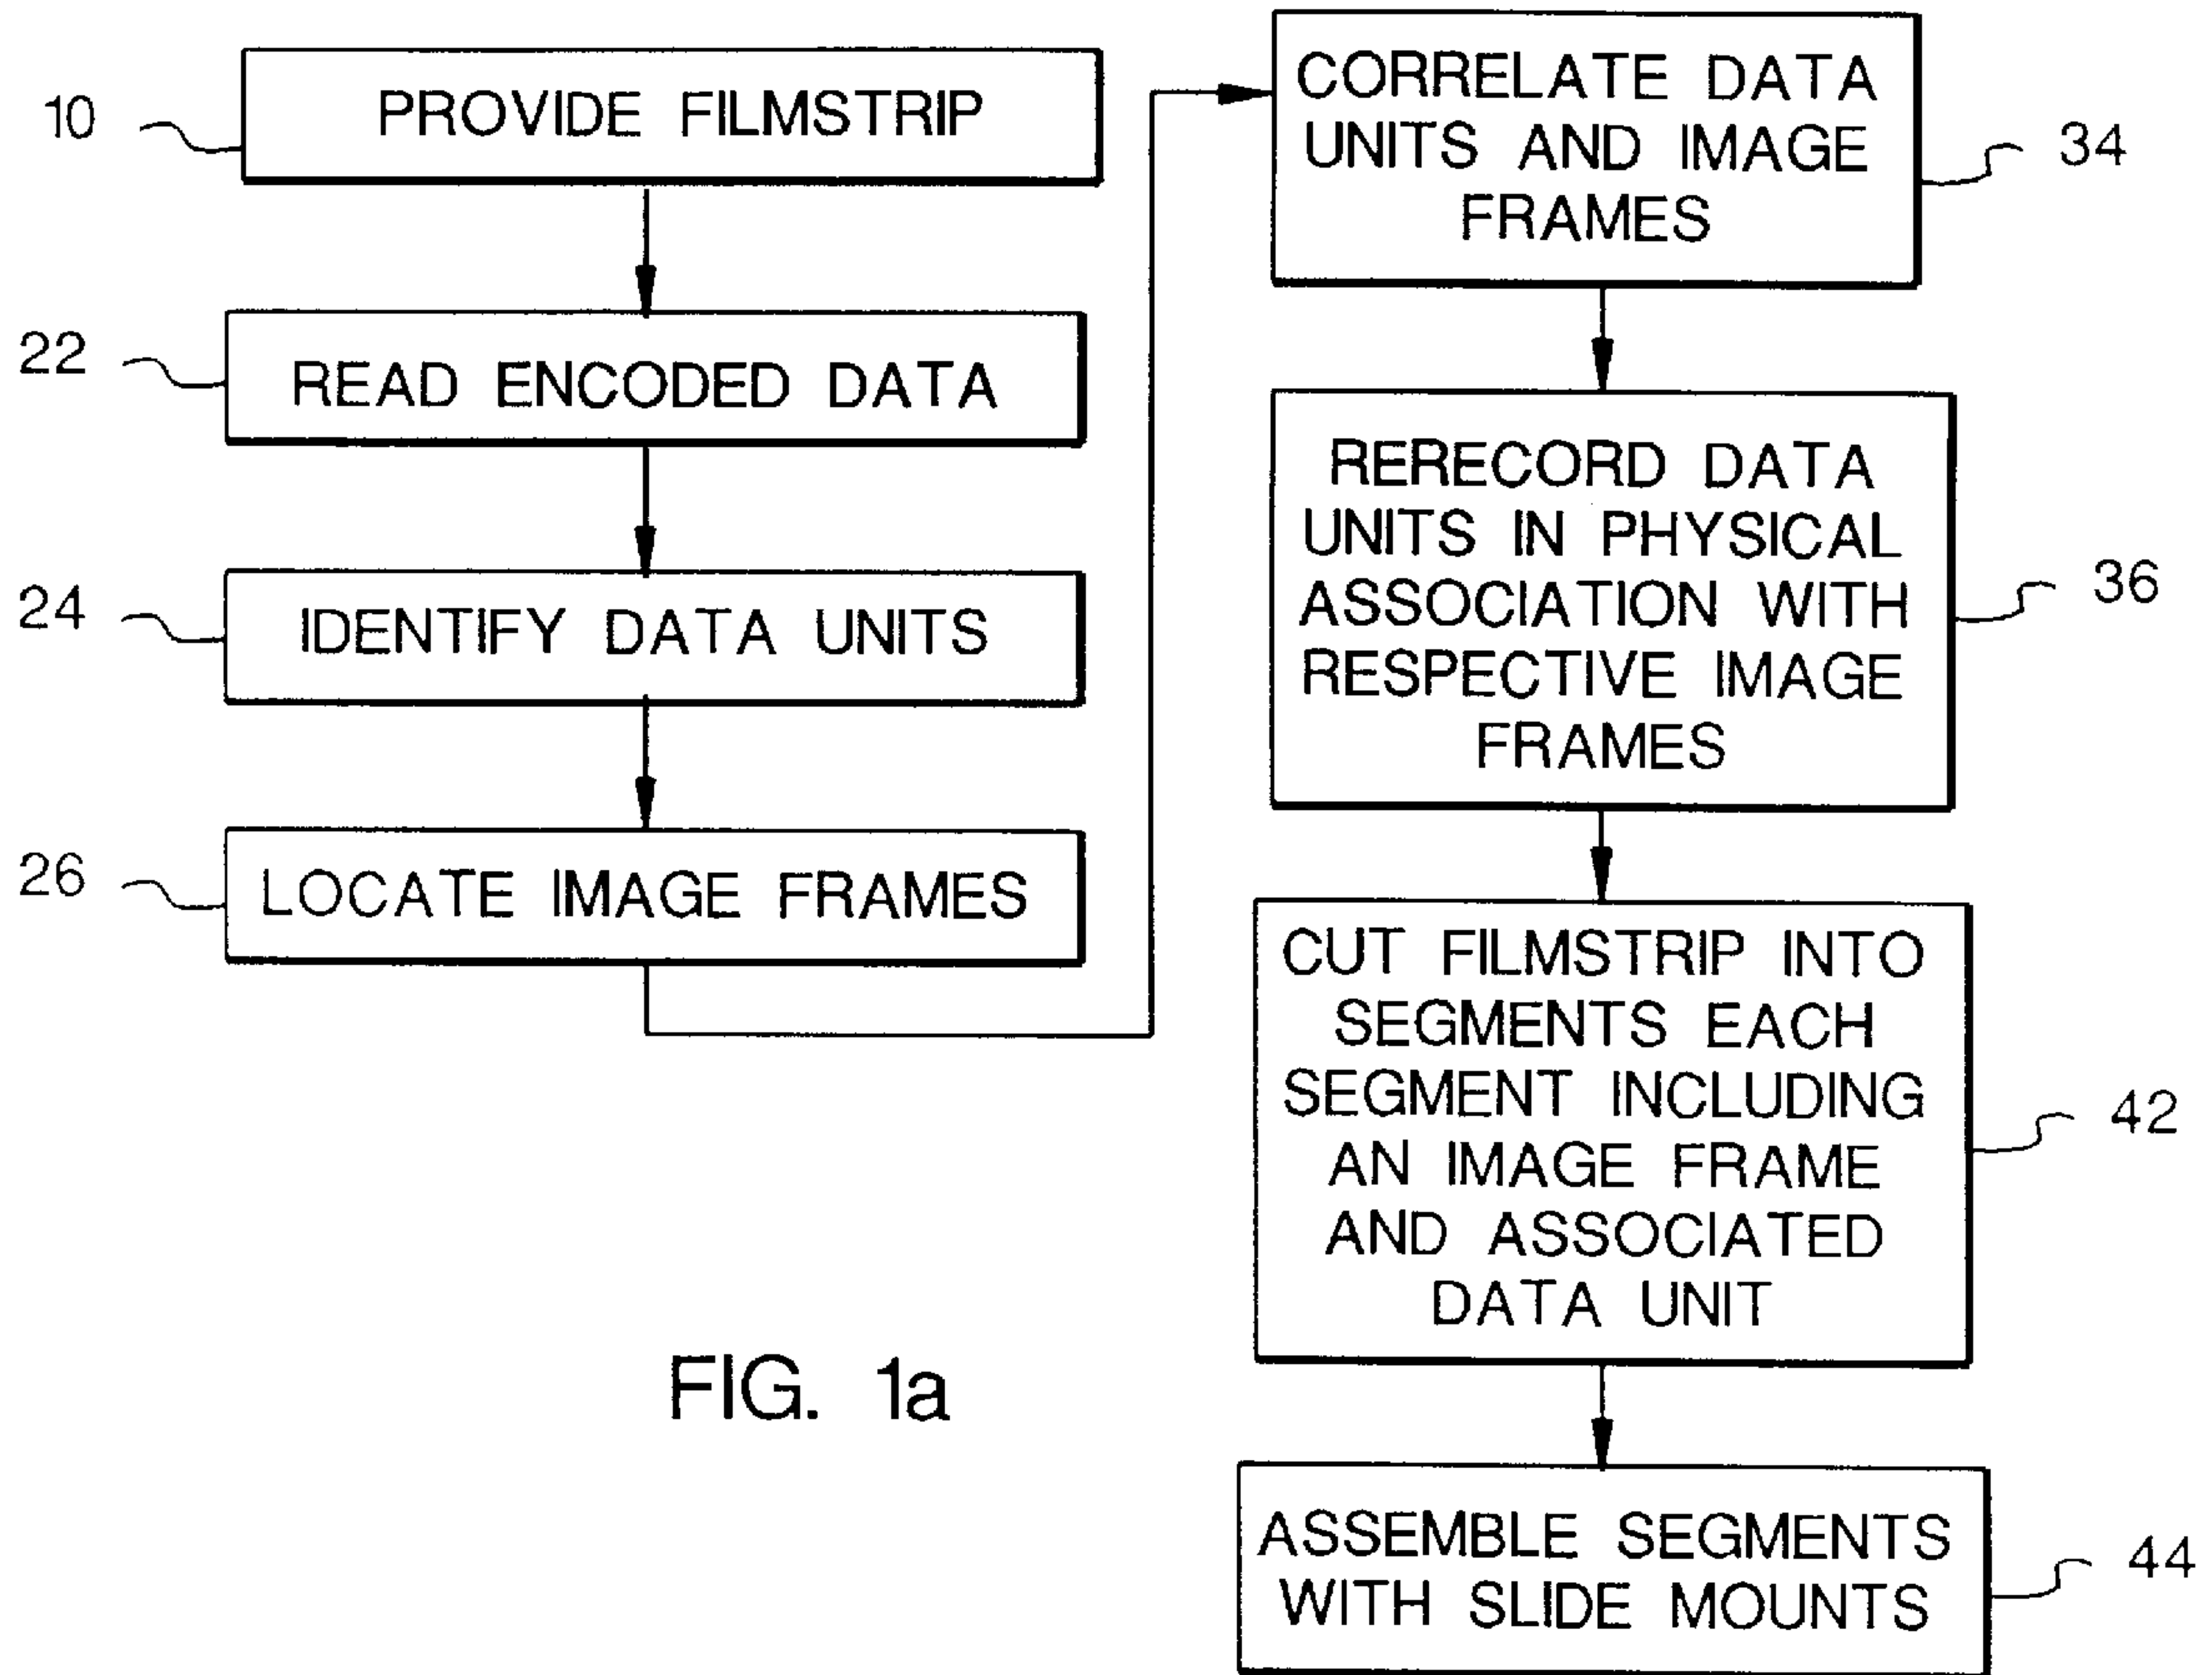 10
PROVIDE FILMSTRIP
22
READ ENCODED DATA
24
IDENTIFY DATA UNITS
26
LOCATE IMAGE FRAMES
CORRELATE DATA
UNITS AND IMAGE
FRAMES
34
RERECORD DATA
UNITS IN PHYSICAL
ASSOCIATION WITH
RESPECTIVE IMAGE
FRAMES
36
CUT FILMSTRIP INTO
SEGMENTS EACH
SEGMENT INCLUDING
AN IMAGE FRAME
AND ASSOCIATED
DATA UNIT
42
ASSEMBLE SEGMENTS
WITH SLIDE MOUNTS
44
FIG. 1a